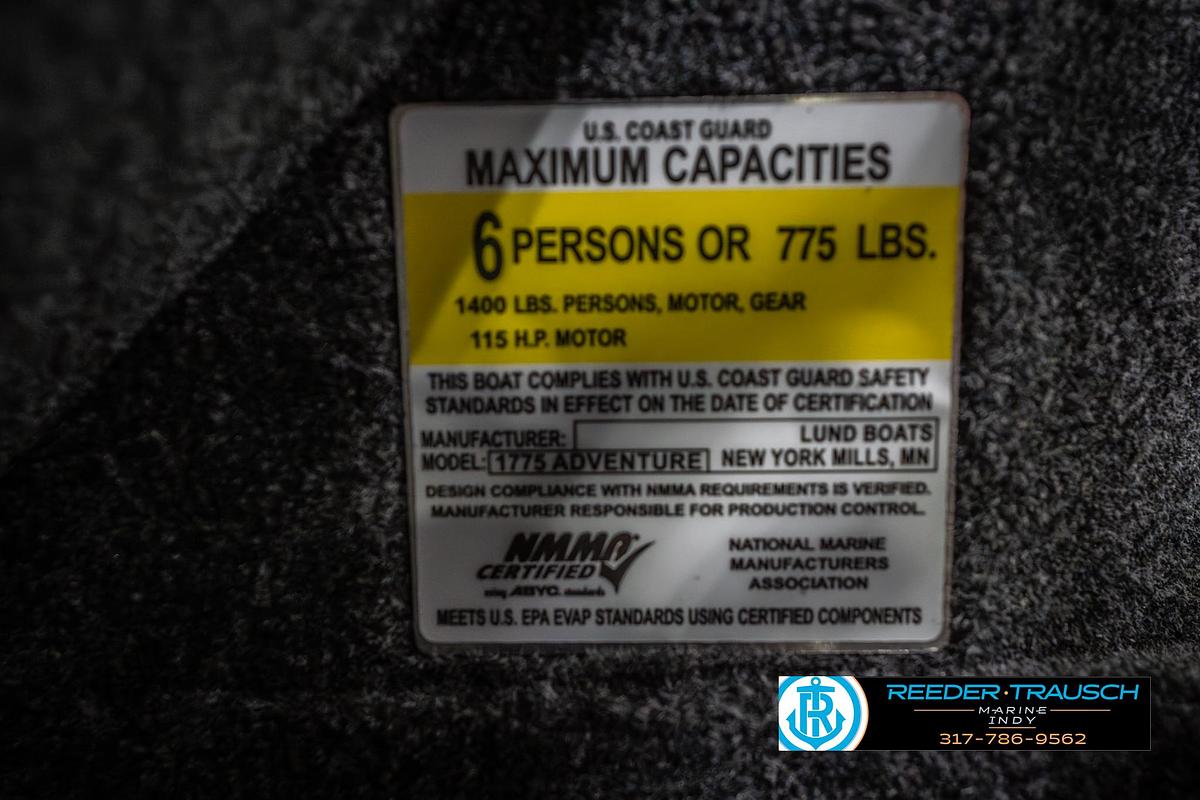 U.S. COAST GUARD
MAXIMUM CAPACITIES
6 PERSONS OR 775 LBS.
1400 LBS. PERSONS, MOTOR, GEAR
115 H.P. MOTOR
THIS BOAT COMPLIES WITH U.S. COAST GUARD SAFETY
STANDARDS IN EFFECT ON THE DATE OF CERTIFICATION
MANUFACTURER: LUND BOATS
MODEL: 1775 ADVENTURE NEW YORK MILLS, MN
DESIGN COMPLIANCE WITH NMMA REQUIREMENTS IS VERIFIED.
MANUFACTURER RESPONSIBLE FOR PRODUCTION CONTROL.
NMMA
CERTIFIED
using ABYC standards
NATIONAL MARINE
MANUFACTURERS
ASSOCIATION
MEETS U.S. EPA EVAP STANDARDS USING CERTIFIED COMPONENTS
REEDER·TRAUSCH
MARINE
INDY
317-786-9562